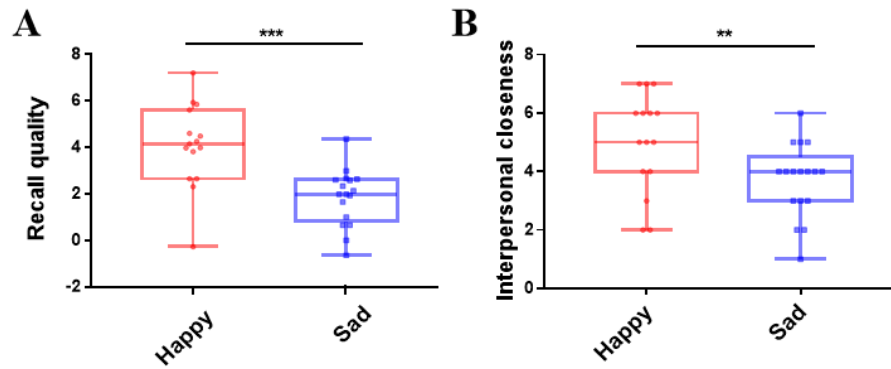 A
Recall quality
8
6
4
2
0
-2
***
Happy
Sad
B
Interpersonal closeness
8
6
4
2
0
**
Happy
Sad